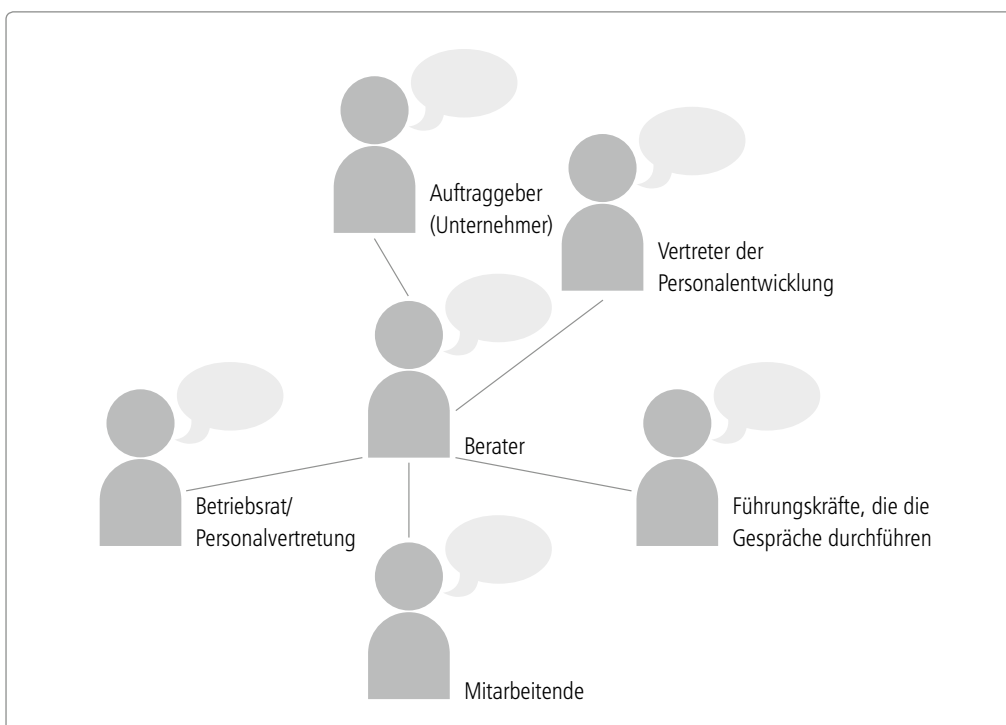 Auftraggeber
(Unternehmer)
Vertreter der
Personalentwicklung
Berater
Betriebsrat/
Personalvertretung
Führungskräfte, die die
Gespräche durchführen
Mitarbeitende